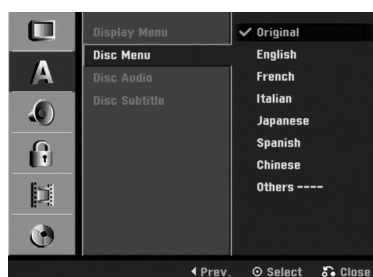 Display Menu
Disc Menu
Disc Audio
Disc Subtitle
Original
English
French
Italian
Japanese
Spanish
Chinese
Others ----
Prev. Select Close